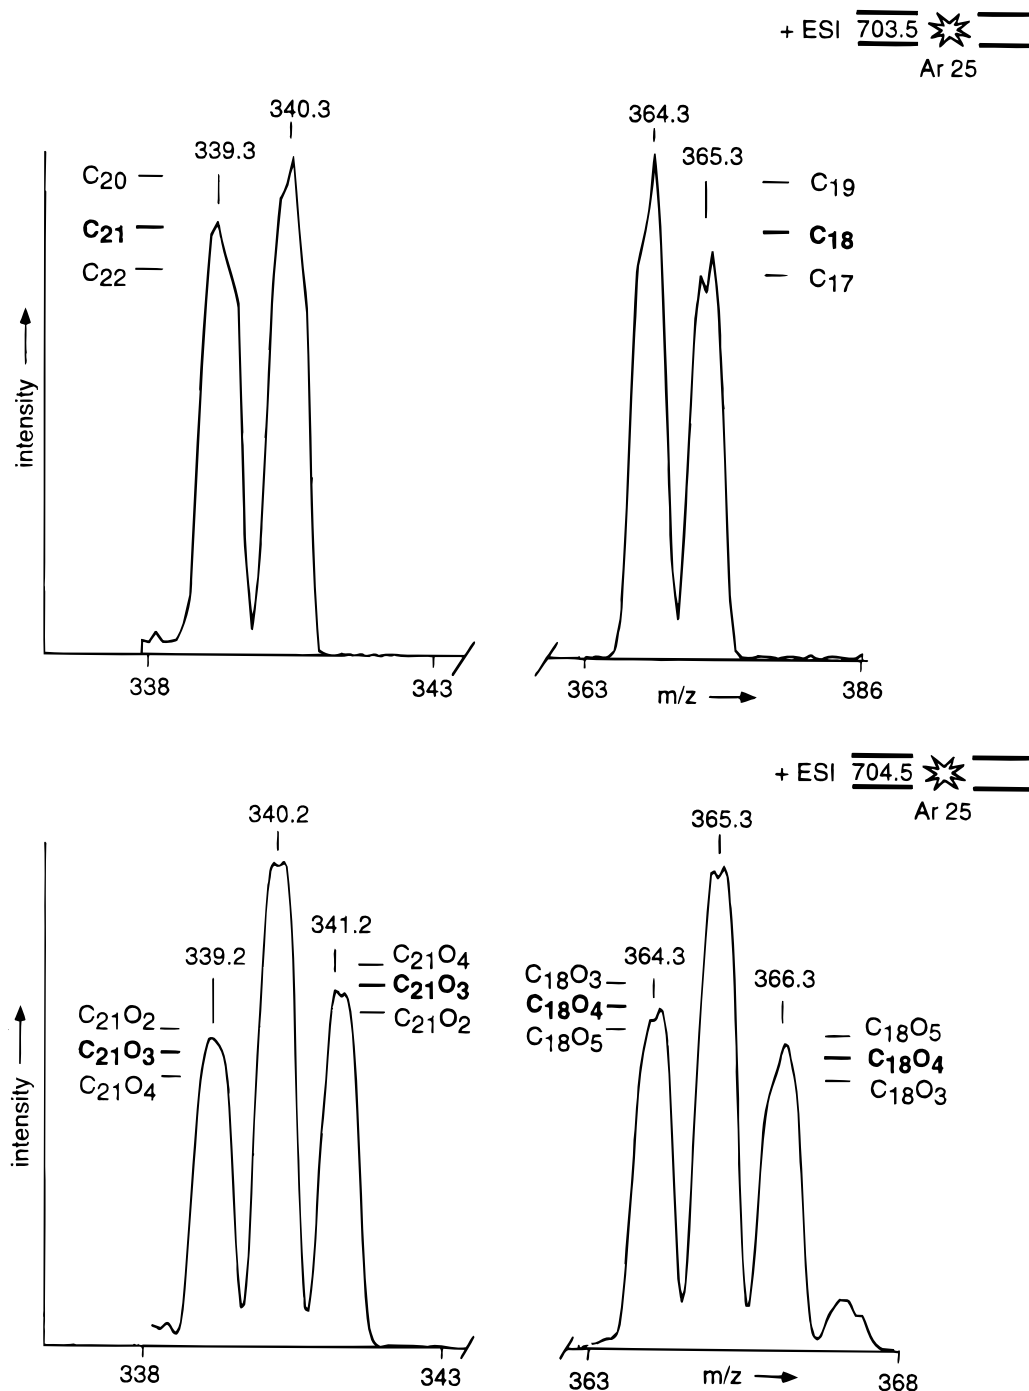 + ESI 703.5
Ar 25
340.3
339.3
C20
C21
C22
364.3
365.3
C19
C18
C17
intensity
338
343
363
m/z
386
+ ESI 704.5
Ar 25
340.2
339.2
341.2
C21O4
C21O3
C21O2
C21O2
C21O3
C21O4
365.3
364.3
366.3
C18O3
C18O4
C18O5
C18O5
C18O4
C18O3
intensity
338
343
363
m/z
368